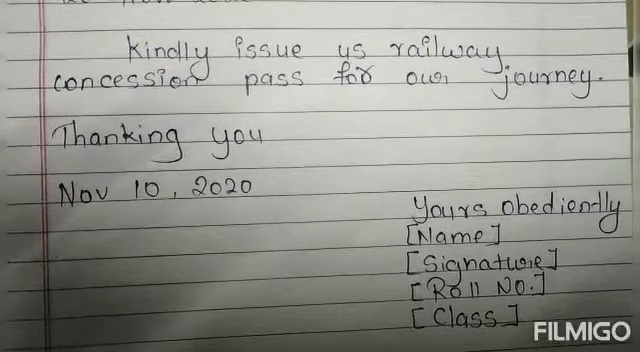 Kindly issue us railway
concession pass for our journey.
Thanking you
Nov 10, 2020
Yours obediently
[Name]
[Signature]
[Roll No.]
[Class]
FILMIGO